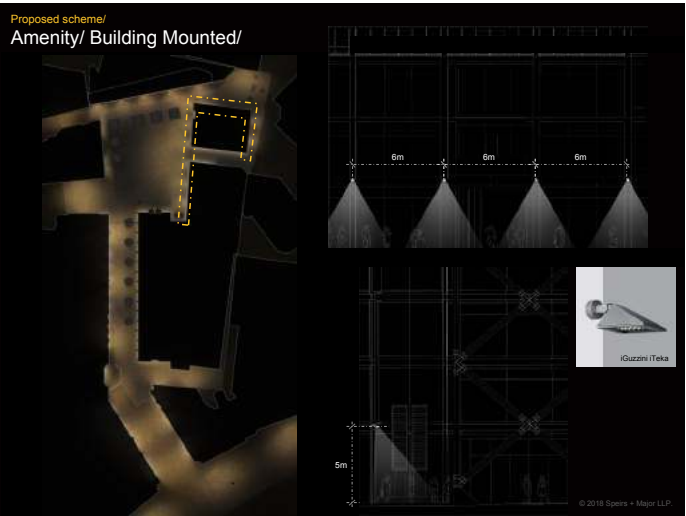 Proposed scheme/
Amenity/ Building Mounted/
6m
6m
6m
iGuzzini iTeka
5m
© 2018 Speirs + Major LLP.